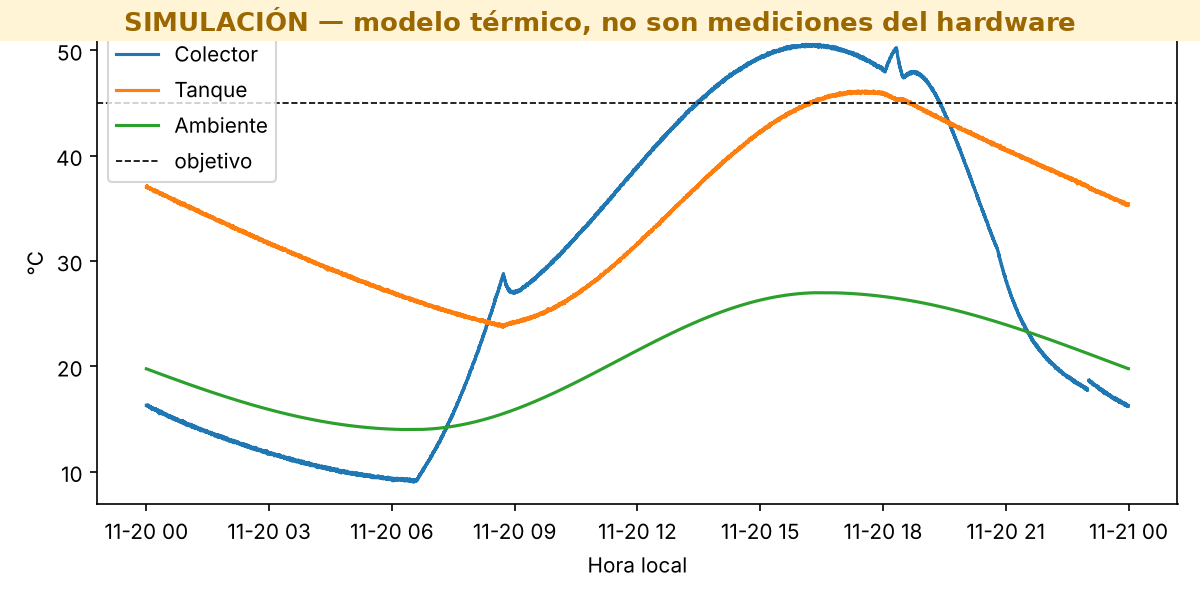 SIMULACIÓN — modelo térmico, no son mediciones del hardware
Colector
Tanque
Ambiente
objetivo
50
40
30
20
10
°C
11-20 00 11-20 03 11-20 06 11-20 09 11-20 12 11-20 15 11-20 18 11-20 21 11-21 00
Hora local